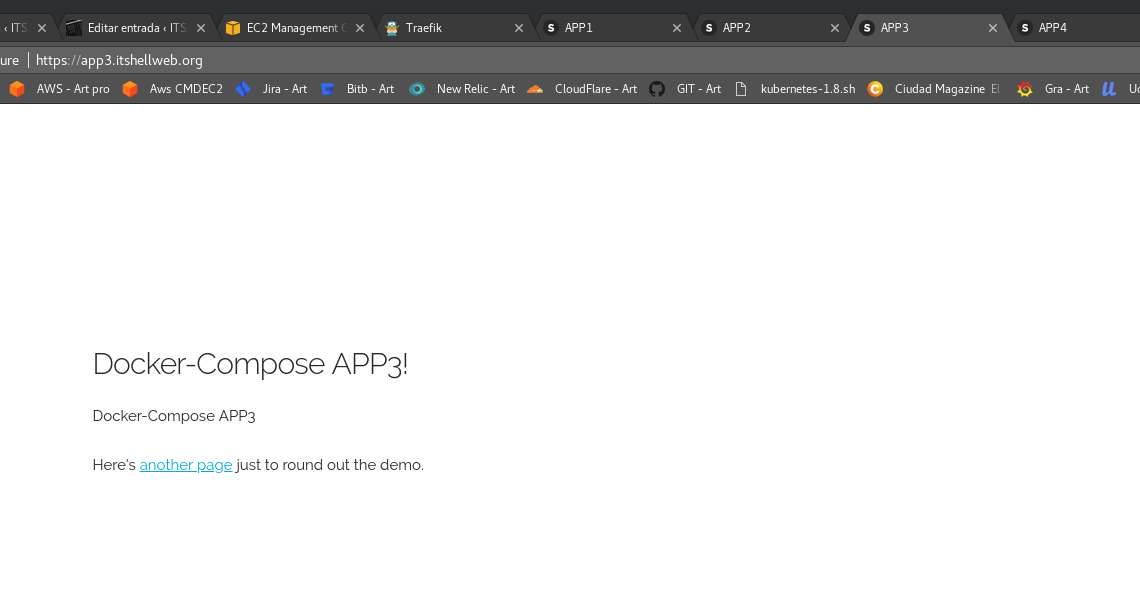 ‹ ITS Editar entrada ‹ ITS EC2 Management C Traefik APP1 APP2 APP3 APP4
ure | https://app3.itshellweb.org
AWS - Art pro Aws CMDEC2 Jira - Art Bitb - Art New Relic - Art CloudFlare - Art GIT - Art kubernetes-1.8.sh Ciudad Magazine El Gra - Art Ud
Docker-Compose APP3!
Docker-Compose APP3
Here's another page just to round out the demo.